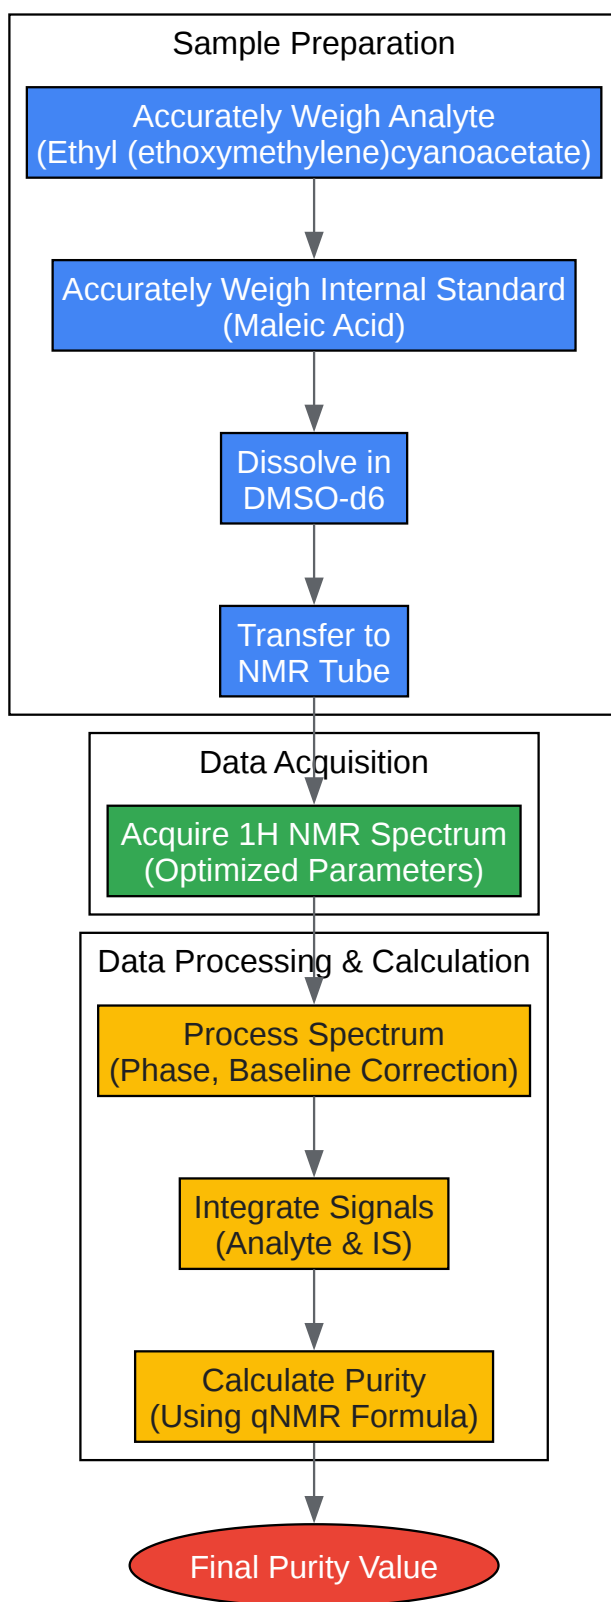 Sample Preparation
Accurately Weigh Analyte
(Ethyl (ethoxymethylene)cyanoacetate)
Accurately Weigh Internal Standard
(Maleic Acid)
Dissolve in
DMSO-d6
Transfer to
NMR Tube
Data Acquisition
Acquire 1H NMR Spectrum
(Optimized Parameters)
Data Processing & Calculation
Process Spectrum
(Phase, Baseline Correction)
Integrate Signals
(Analyte & IS)
Calculate Purity
(Using qNMR Formula)
Final Purity Value